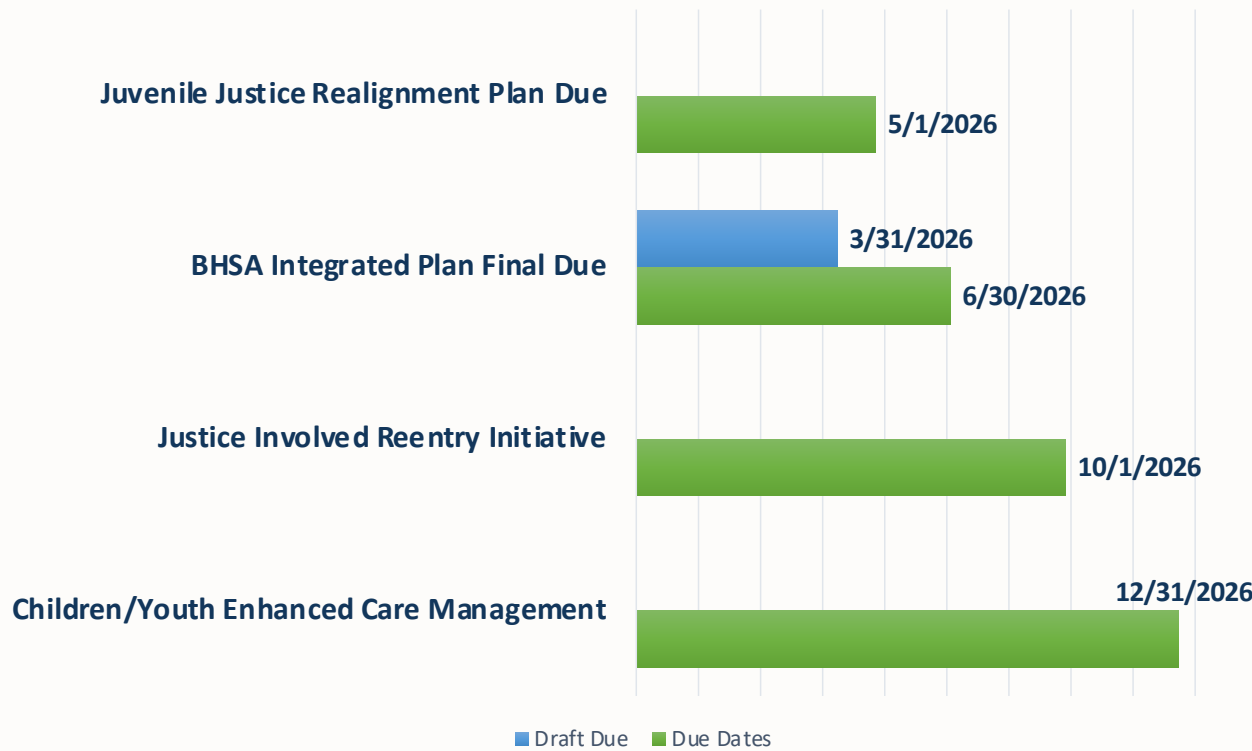 Juvenile Justice Realignment Plan Due
5/1/2026
3/31/2026
BHSA Integrated Plan Final Due
6/30/2026
Justice Involved Reentry Initiative
10/1/2026
12/31/2026
Children/Youth Enhanced Care Management
Draft Due Due Dates